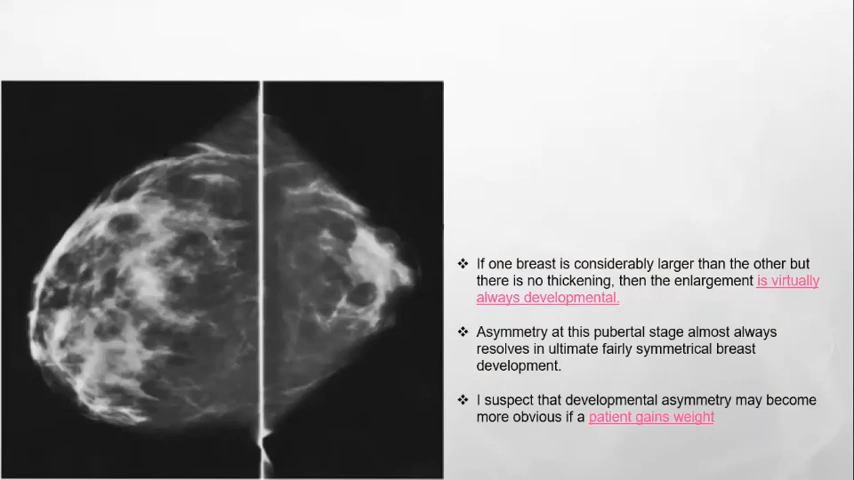 ❖ If one breast is considerably larger than the other but
there is no thickening, then the enlargement is virtually
always developmental.
❖ Asymmetry at this pubertal stage almost always
resolves in ultimate fairly symmetrical breast
development.
❖ I suspect that developmental asymmetry may become
more obvious if a patient gains weight